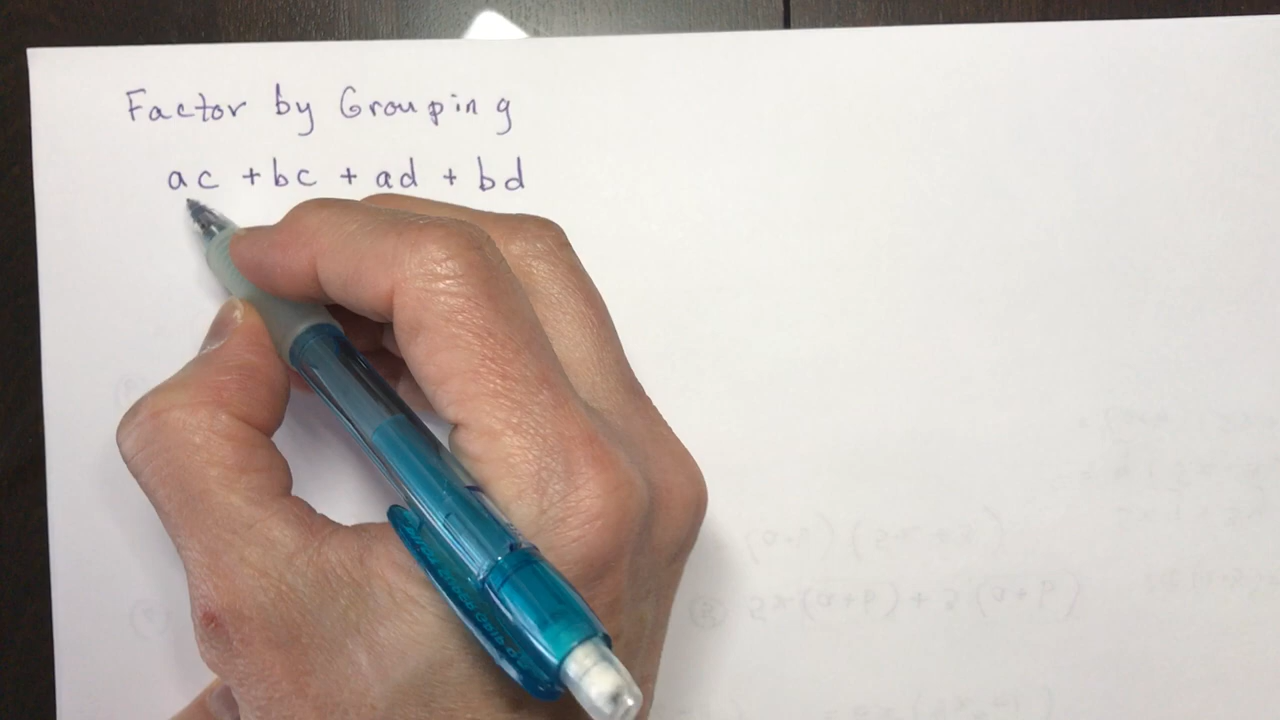 Factor by Grouping
ac + bc + ad + bd